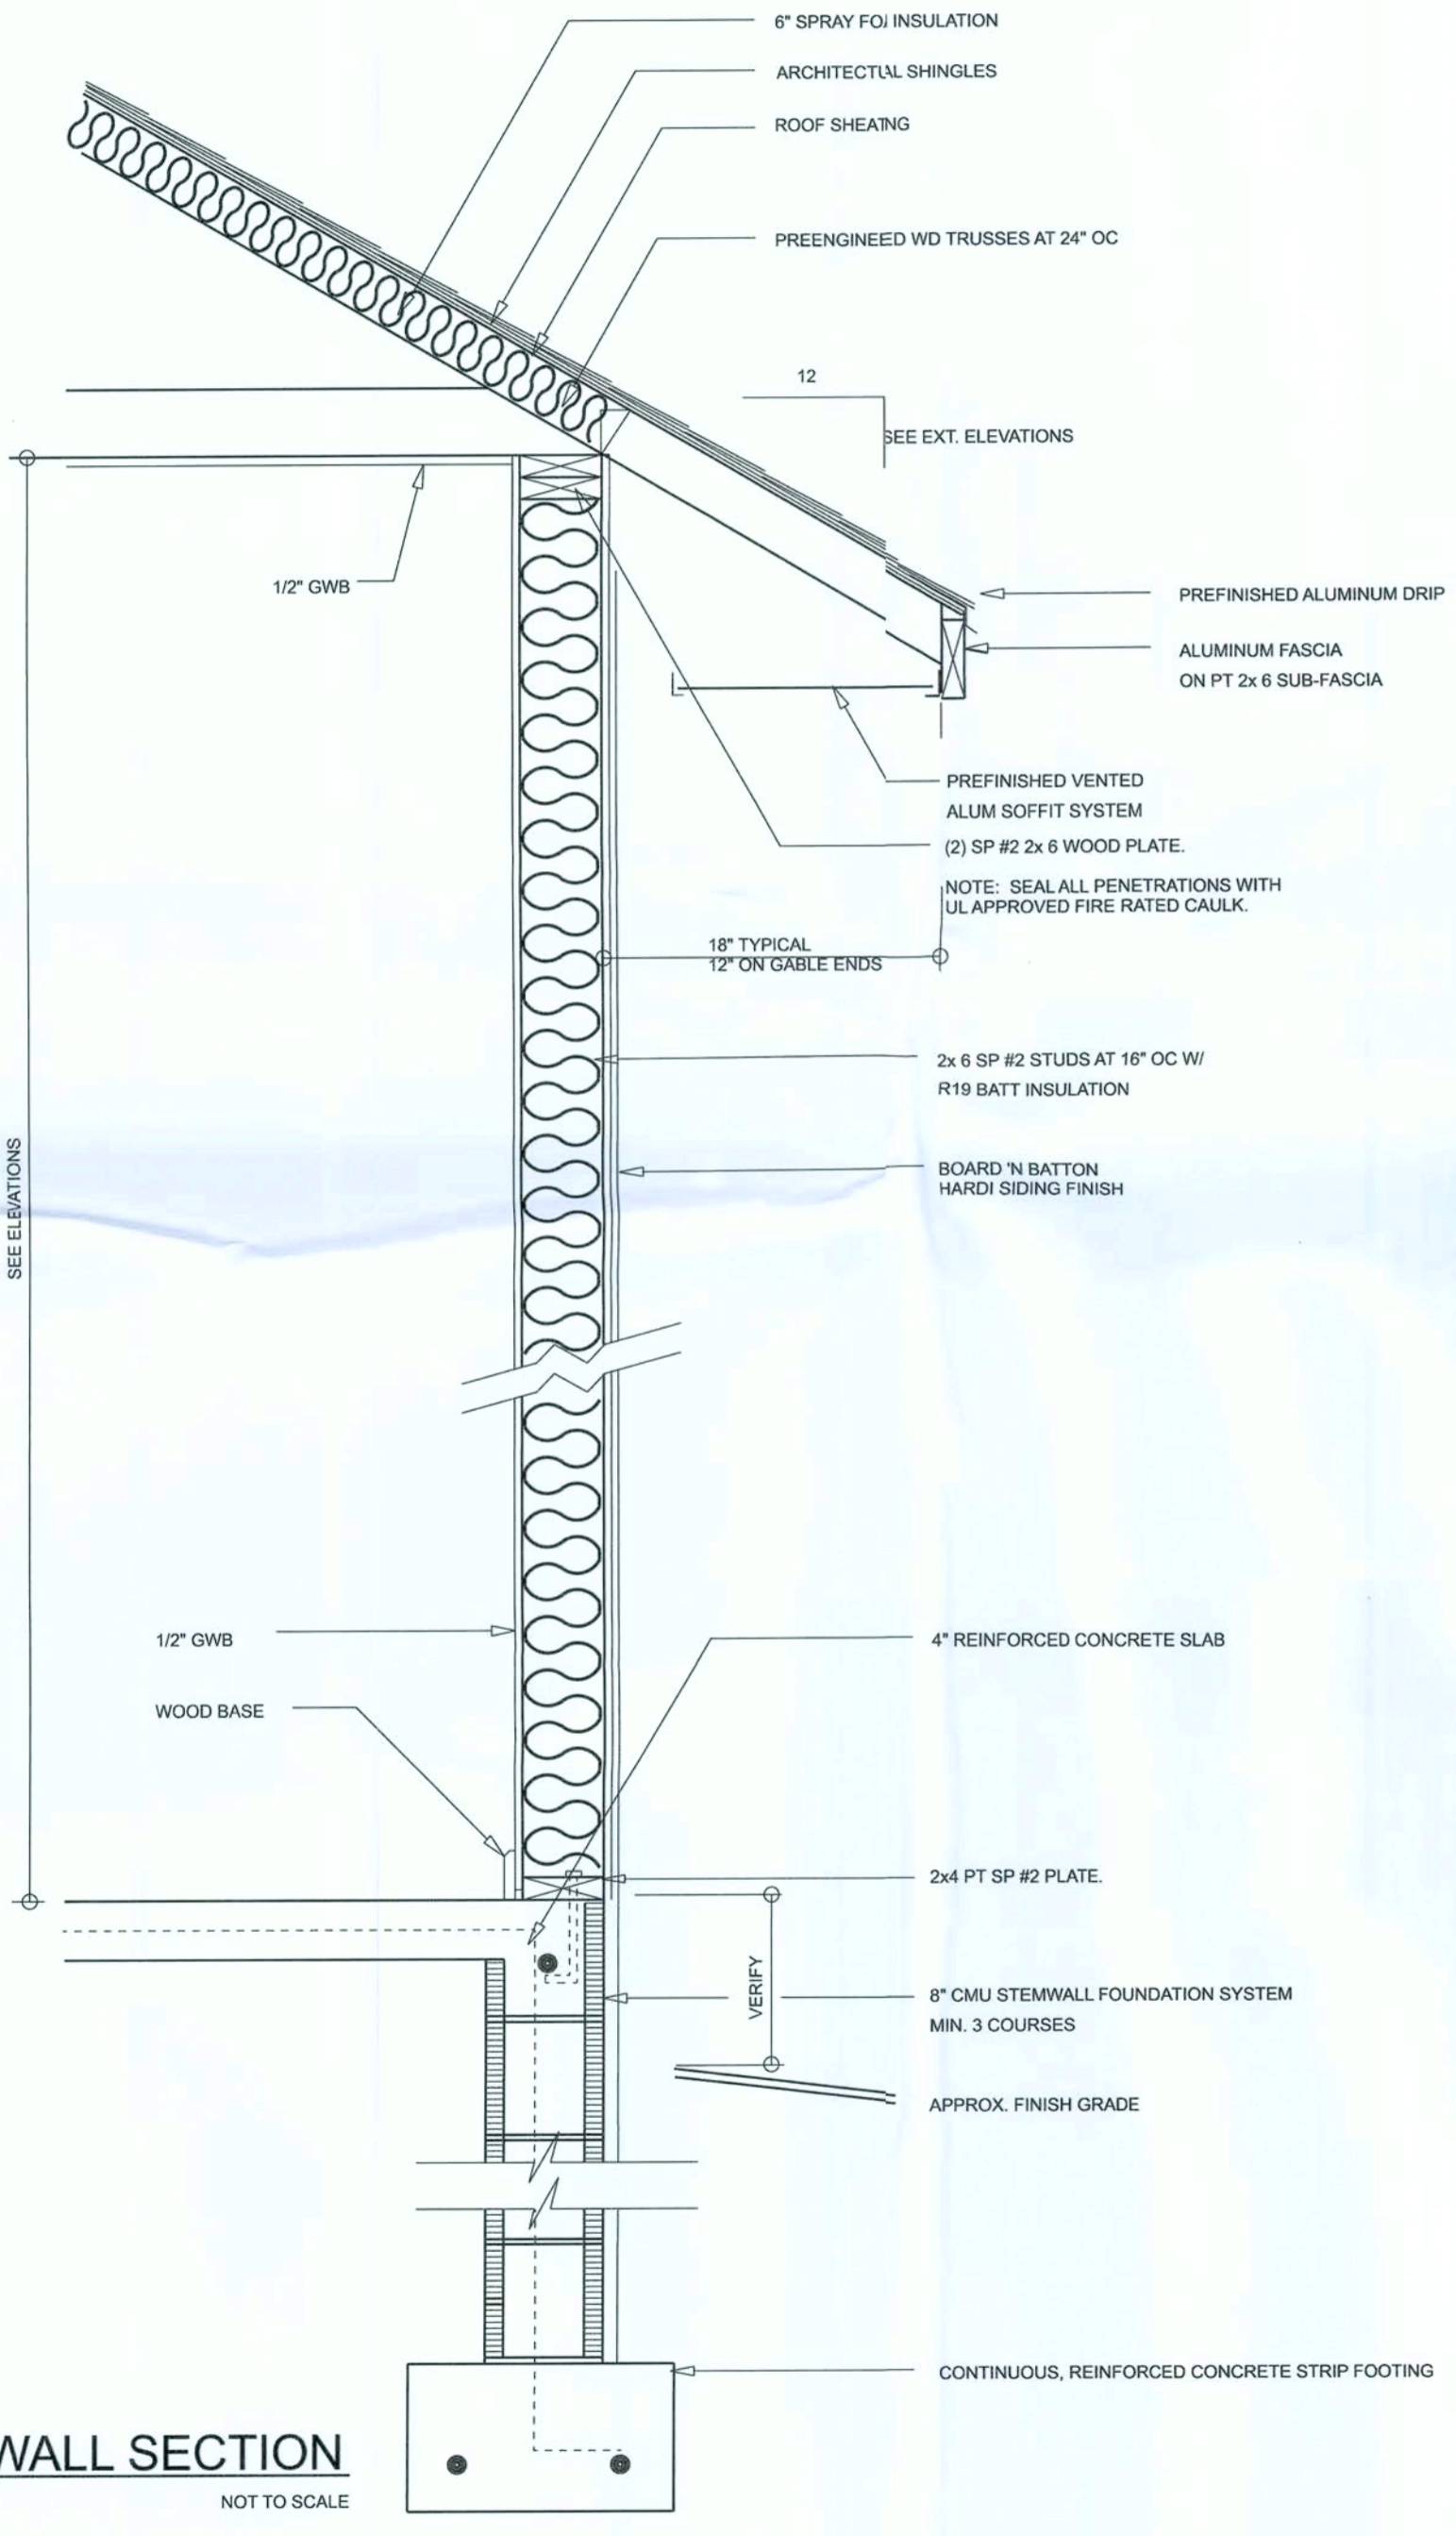 6" SPRAY FO/ INSULATION
ARCHITECTUAL SHINGLES
ROOF SHEATNG
PREENGINEED WD TRUSSES AT 24" OC
12
SEE EXT. ELEVATIONS
1/2" GWB
PREFINISHED ALUMINUM DRIP
ALUMINUM FASCIA
ON PT 2x 6 SUB-FASCIA
PREFINISHED VENTED
ALUM SOFFIT SYSTEM
(2) SP #2 2x 6 WOOD PLATE.
NOTE: SEAL ALL PENETRATIONS WITH
UL APPROVED FIRE RATED CAULK.
18" TYPICAL
12" ON GABLE ENDS
2x 6 SP #2 STUDS AT 16" OC W/
R19 BATT INSULATION
SEE ELEVATIONS
BOARD 'N BATTON
HARDI SIDING FINISH
1/2" GWB
4" REINFORCED CONCRETE SLAB
WOOD BASE
2x4 PT SP #2 PLATE.
VERIFY
8" CMU STEMWALL FOUNDATION SYSTEM
MIN. 3 COURSES
APPROX. FINISH GRADE
CONTINUOUS, REINFORCED CONCRETE STRIP FOOTING
WALL SECTION
NOT TO SCALE